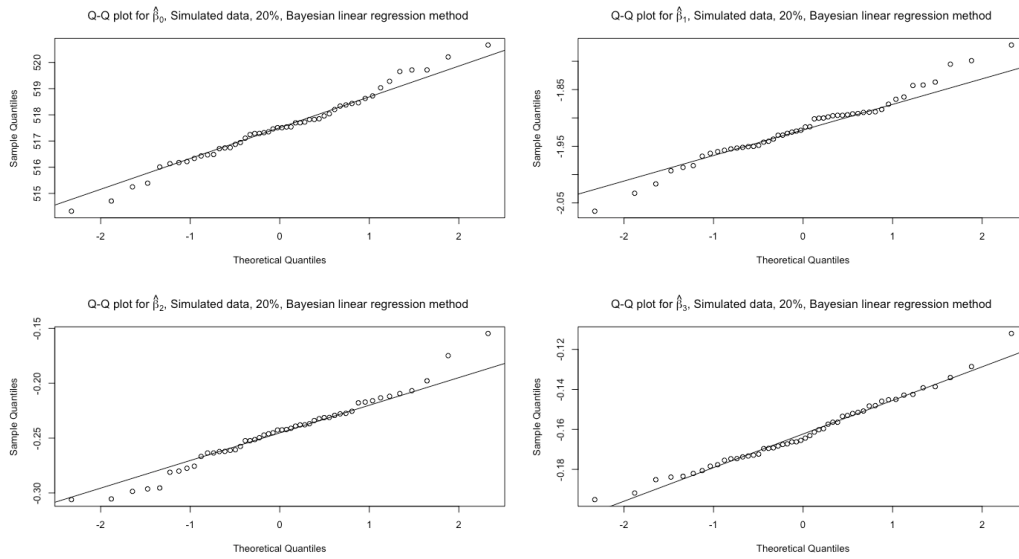 Q-Q plot for β̂0, Simulated data, 20%, Bayesian linear regression method
Sample Quantiles
515 516 517 518 519 520
-2 -1 0 1 2
Theoretical Quantiles
Q-Q plot for β̂1, Simulated data, 20%, Bayesian linear regression method
Sample Quantiles
-2.05 -1.95 -1.85
-2 -1 0 1 2
Theoretical Quantiles
Q-Q plot for β̂2, Simulated data, 20%, Bayesian linear regression method
Sample Quantiles
-0.30 -0.25 -0.20 -0.15
-2 -1 0 1 2
Theoretical Quantiles
Q-Q plot for β̂3, Simulated data, 20%, Bayesian linear regression method
Sample Quantiles
-0.18 -0.16 -0.14 -0.12
-2 -1 0 1 2
Theoretical Quantiles